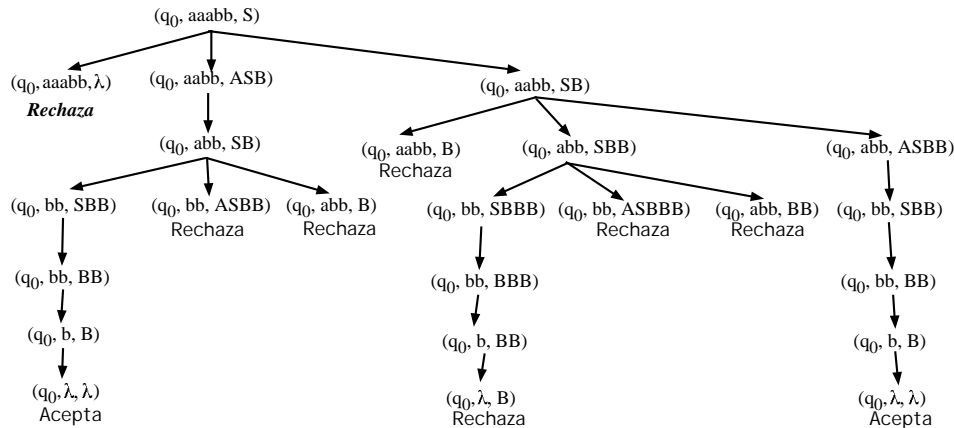 (q₀, aaabb, S)
(q₀, aaabb, λ) (q₀, aabb, ASB) (q₀, aabb, SB)
Rechaza
(q₀, abb, SB) (q₀, aabb, B) (q₀, abb, SBB) (q₀, abb, ASBB)
Rechaza
(q₀, bb, SBB) (q₀, bb, ASBB) (q₀, abb, B) (q₀, bb, SBBB) (q₀, bb, ASBBB) (q₀, abb, BB) (q₀, bb, SBB)
Rechaza Rechaza Rechaza Rechaza
(q₀, bb, BB) (q₀, bb, BBB) (q₀, bb, BB)
(q₀, b, B) (q₀, b, BB) (q₀, b, B)
(q₀, λ, λ) (q₀, λ, B) (q₀, λ, λ)
Acepta Rechaza Acepta